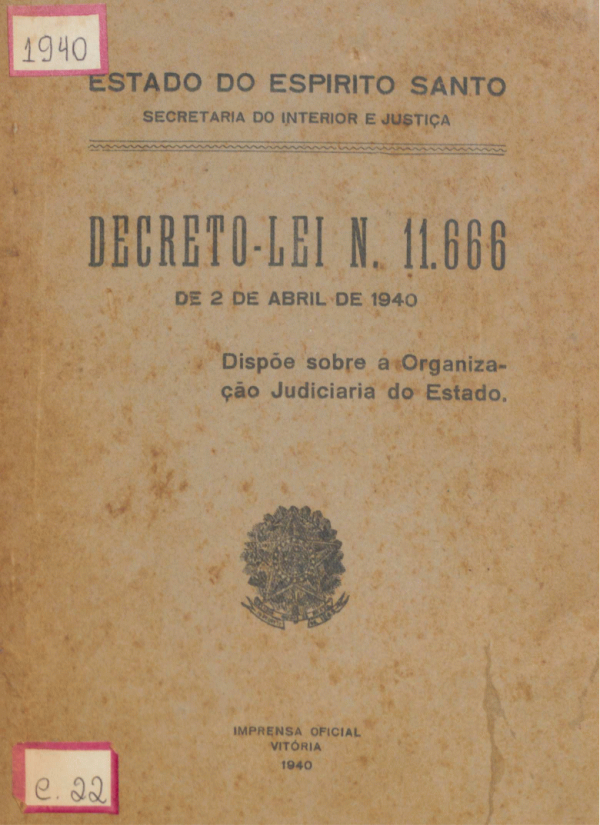 1940
ESTADO DO ESPIRITO SANTO
SECRETARIA DO INTERIOR E JUSTIÇA
DECRETO-LEI N. 11.666
DE 2 DE ABRIL DE 1940
Dispõe sobre a Organiza-
ção Judiciaria do Estado.
IMPRENSA OFICIAL
VITÓRIA
1940
c. 22